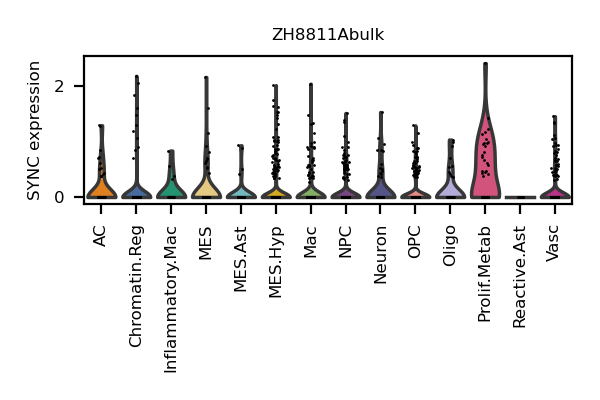 ZH8811Abulk
SYNC expression
2
0
AC
Chromatin.Reg
Inflammatory.Mac
MES
MES.Ast
MES.Hyp
Mac
NPC
Neuron
OPC
Oligo
Prolif.Metab
Reactive.Ast
Vasc